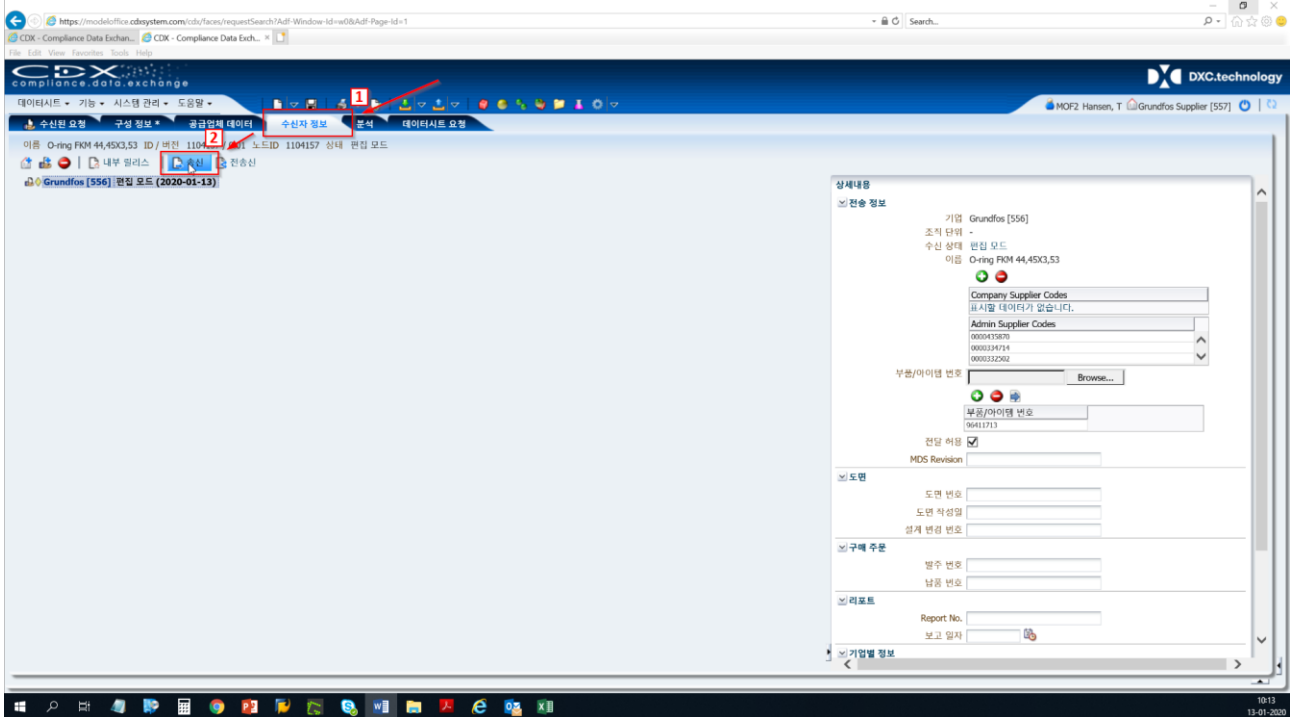 https://modeloffice.cdxsystem.com/cdx/faces/requestSearch?Adf-Window-Id=w0&Adf-Page-Id=1
Search...
CDX - Compliance Data Exchan...
CDX - Compliance Data Exch...
File Edit View Favorites Tools Help
CDX
compliance.data.exchange
DXC.technology
데이터시트 기능 시스템 관리 도움말
1
MOF2 Hansen, T Grundfos Supplier [557]
수신된 요청 구성 정보 * 공급업체 데이터 수신자 정보 분석 데이터시트 요청
2
이름 O-ring FKM 44,45X3,53 ID / 버전 노드ID 1104157 상태 편집 모드
내부 릴리스 송신 전송신
Grundfos [556] 편집 모드 (2020-01-13)
상세내용
전송 정보
기업 Grundfos [556]
조직 단위 -
수신 상태 편집 모드
이름 O-ring FKM 44,45X3,53
Company Supplier Codes
표시할 데이터가 없습니다.
Admin Supplier Codes
0000435870
0000334714
0000332502
부품/아이템 번호 Browse...
부품/아이템 번호
96411713
전달 허용
MDS Revision
도면
도면 번호
도면 작성일
설계 변경 번호
구매 주문
발주 번호
납품 번호
리포트
Report No.
보고 일자
기업별 정보
10:13
13-01-2020